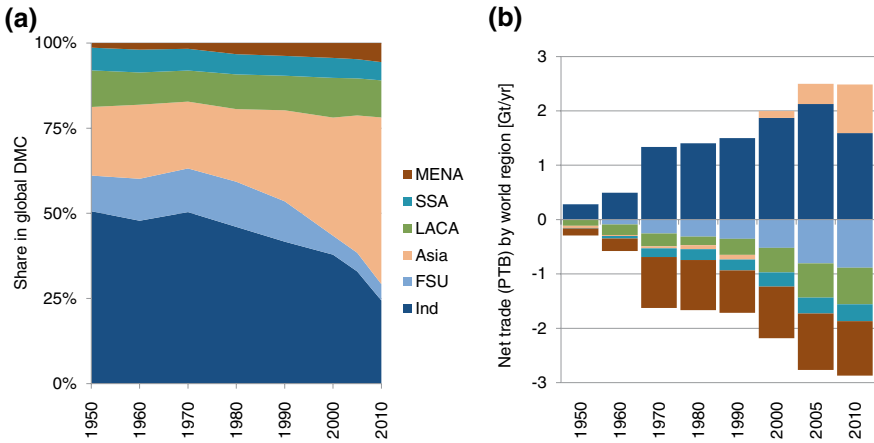 (a)
100%
75%
50%
25%
0%
Share in global DMC
1950
1960
1970
1980
1990
2000
2010
MENA
SSA
LACA
Asia
FSU
Ind
(b)
3
2
1
0
-1
-2
-3
Net trade (PTB) by world region [Gt/yr]
1950
1960
1970
1980
1990
2000
2005
2010